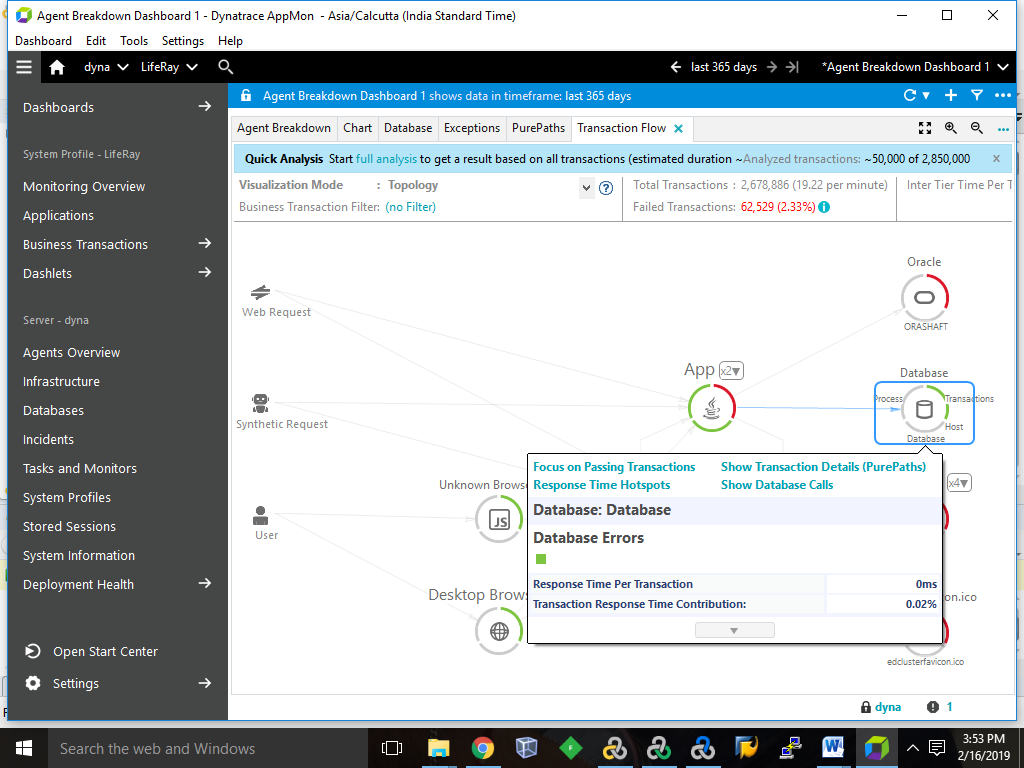 Agent Breakdown Dashboard 1 - Dynatrace AppMon - Asia/Calcutta (India Standard Time)
Dashboard Edit Tools Settings Help
dyna LifeRay last 365 days *Agent Breakdown Dashboard 1
Agent Breakdown Dashboard 1 shows data in timeframe: last 365 days
Agent Breakdown Chart Database Exceptions PurePaths Transaction Flow
Quick Analysis Start full analysis to get a result based on all transactions (estimated duration ~Analyzed transactions: ~50,000 of 2,850,000
Visualization Mode : Topology
Business Transaction Filter: (no Filter)
Total Transactions : 2,678,886 (19.22 per minute)
Failed Transactions: 62,529 (2.33%)
Inter Tier Time Per T
Dashboards
System Profile - LifeRay
Monitoring Overview
Applications
Business Transactions
Dashlets
Server - dyna
Agents Overview
Infrastructure
Databases
Incidents
Tasks and Monitors
System Profiles
Stored Sessions
System Information
Deployment Health
Open Start Center
Settings
Web Request
Synthetic Request
User
Unknown Brows
JS
Desktop Brows
App x2
Oracle
ORASHAFT
Database
Process Transactions
Host
Database
x4
Focus on Passing Transactions Show Transaction Details (PurePaths)
Response Time Hotspots Show Database Calls
Database: Database
Database Errors
Response Time Per Transaction 0ms
Transaction Response Time Contribution: 0.02%
on.ico
edclusterfavicon.ico
dyna 1
Search the web and Windows
3:53 PM
2/16/2019